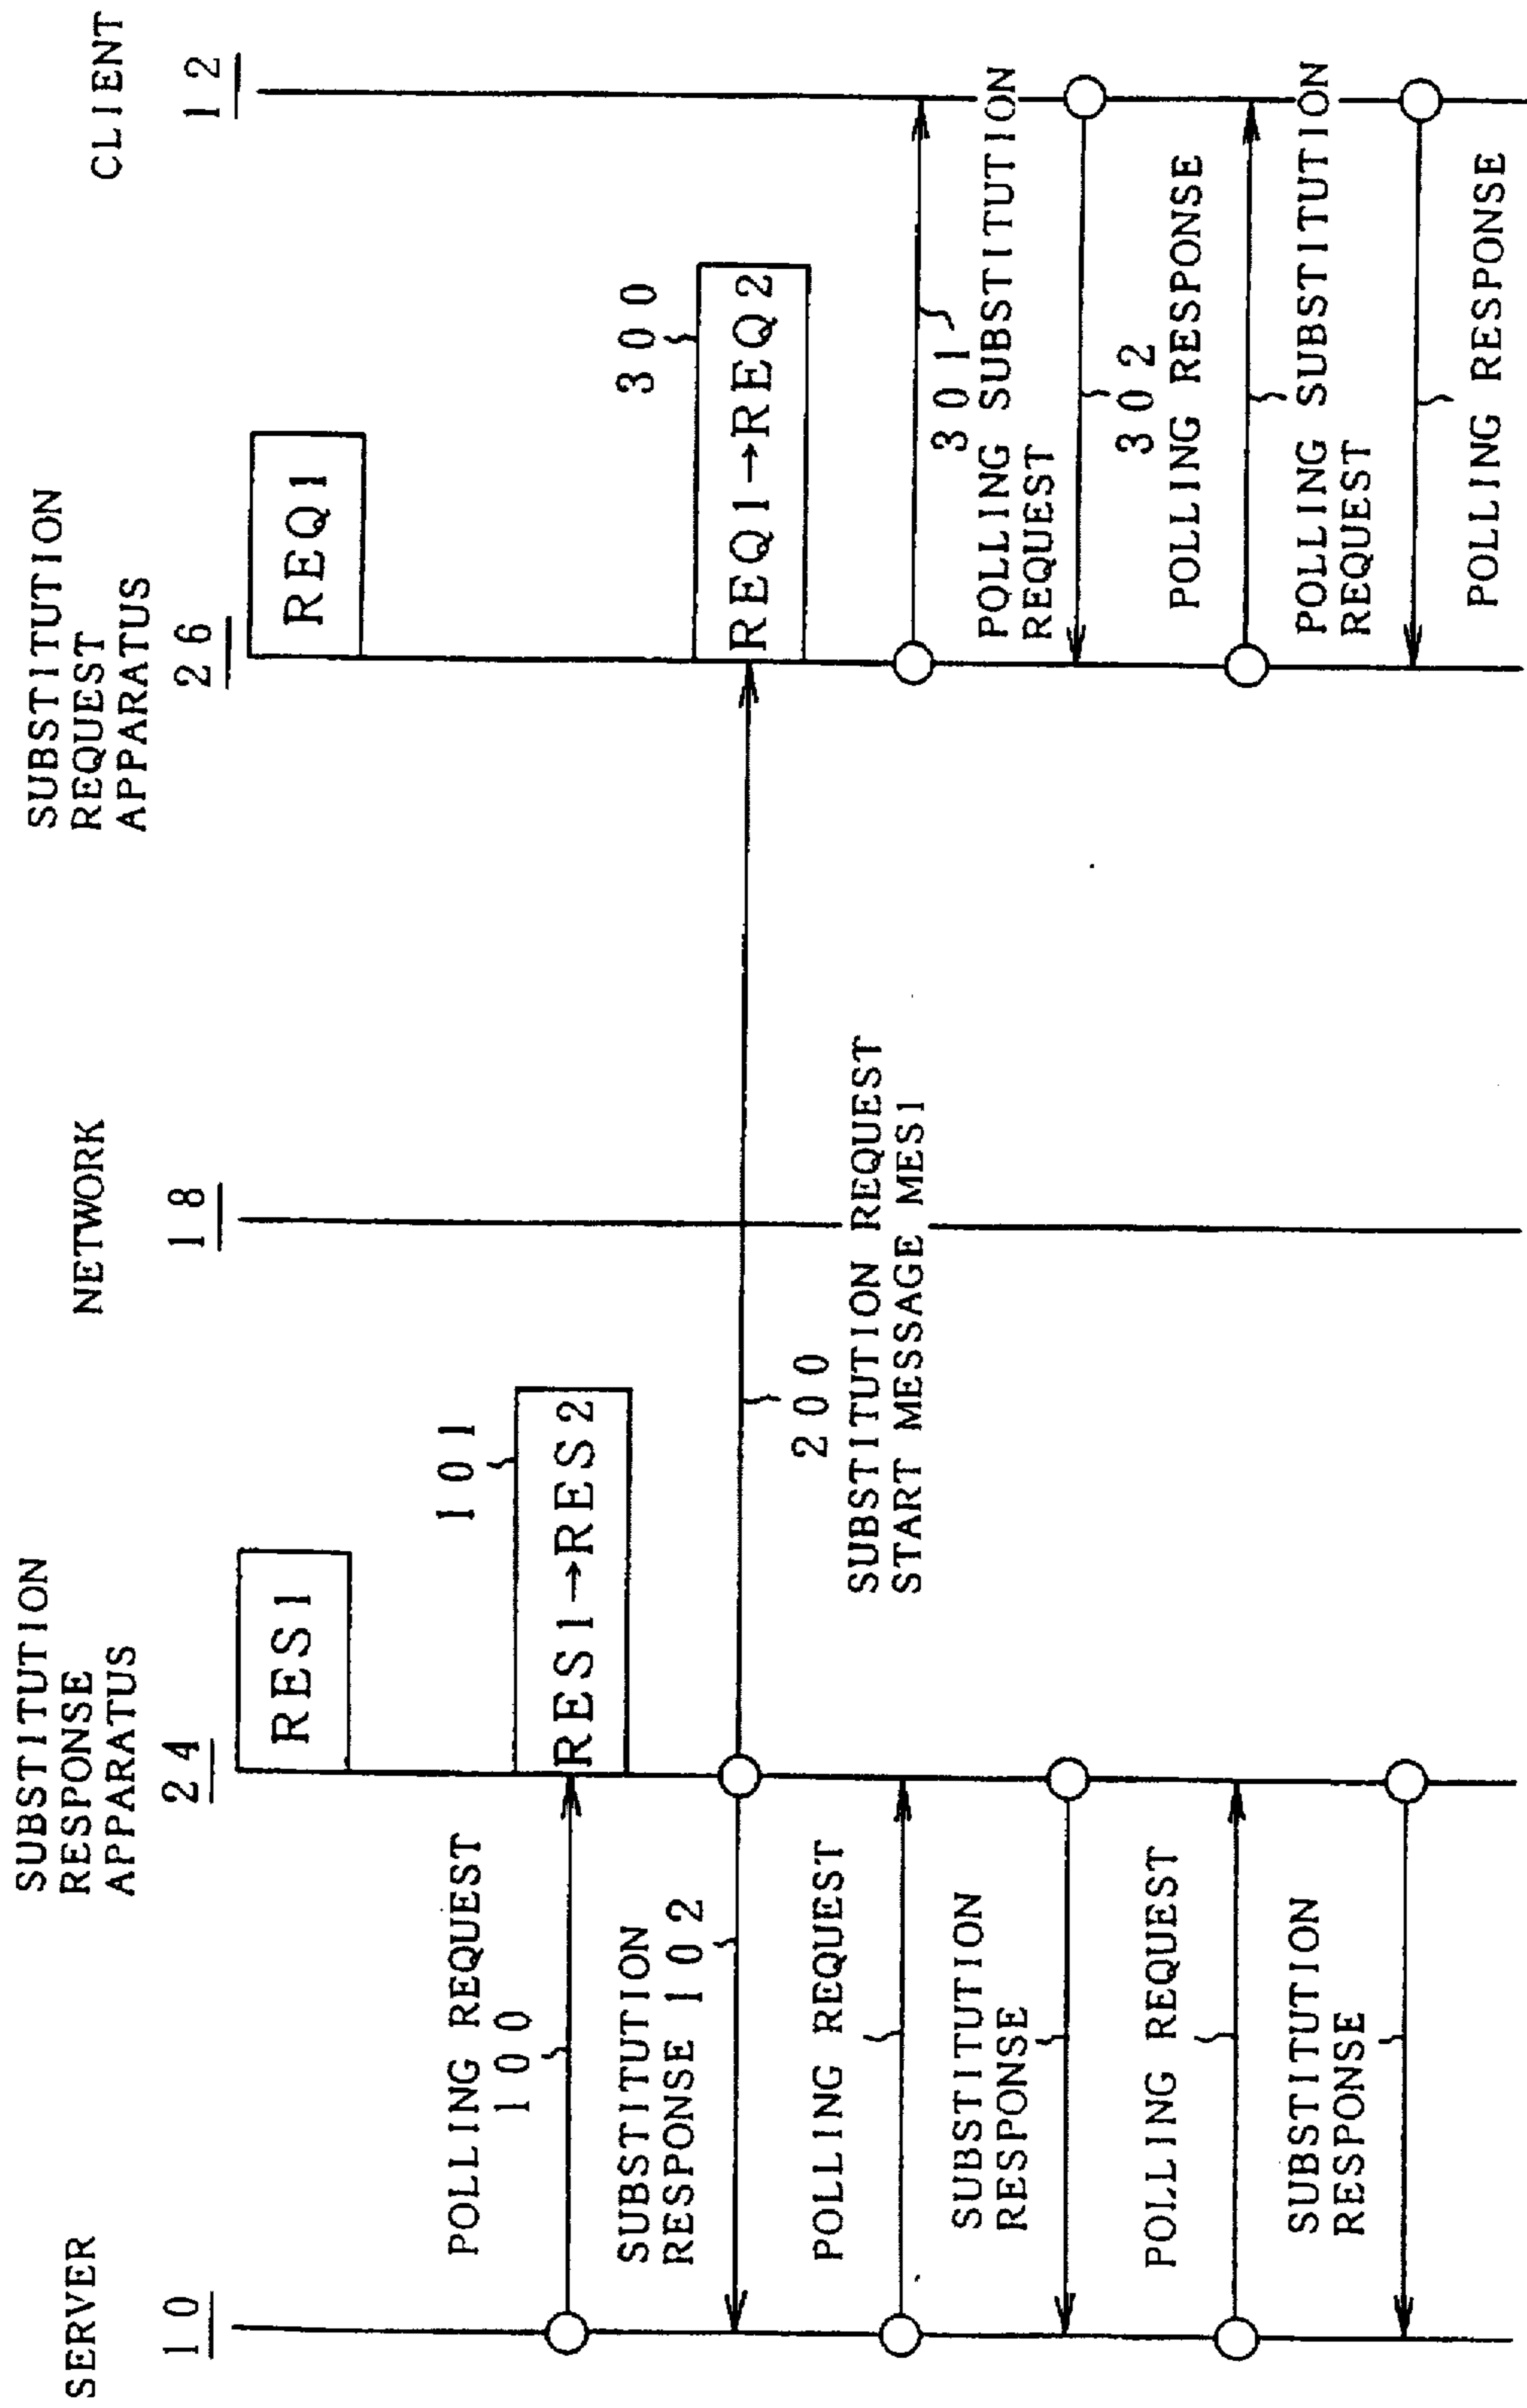 SERVER
10
SUBSTITUTION
RESPONSE
APPARATUS
24
NETWORK
18
SUBSTITUTION
REQUEST
APPARATUS
26
CLIENT
12
RES1
REQ1
POLLING REQUEST
100
101
RES1→RES2
SUBSTITUTION
RESPONSE 102
200
SUBSTITUTION REQUEST
START MESSAGE MES1
300
REQ1→REQ2
POLLING REQUEST
301
POLLING SUBSTITUTION
REQUEST
SUBSTITUTION
RESPONSE
302
POLLING RESPONSE
POLLING REQUEST
POLLING SUBSTITUTION
REQUEST
SUBSTITUTION
RESPONSE
POLLING RESPONSE